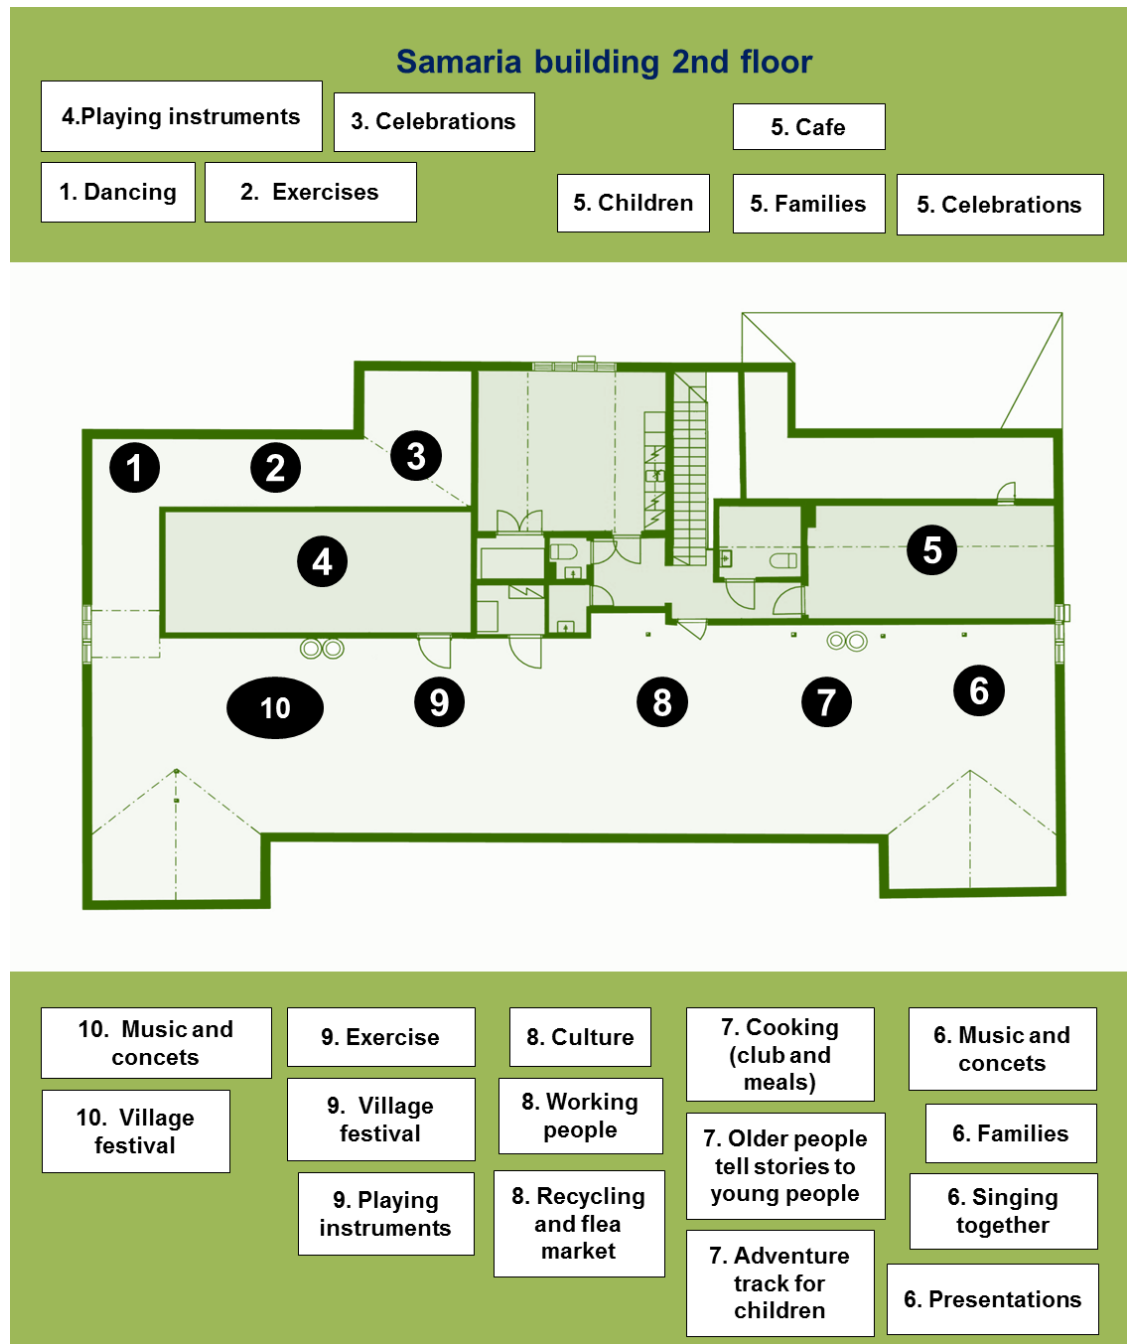 Samaria building 2nd floor
4.Playing instruments
3. Celebrations
5. Cafe
1. Dancing
2.  Exercises
5. Children
5. Families
5. Celebrations
1
2
3
4
5
6
7
8
9
10
10.  Music and
concets
9. Exercise
8. Culture
7. Cooking
(club and
meals)
6. Music and
concets
10.  Village
festival
9.  Village
festival
8. Working
people
7. Older people
tell stories to
young people
6. Families
9. Playing
instruments
8. Recycling
and flea
market
6. Singing
together
7. Adventure
track for
children
6. Presentations